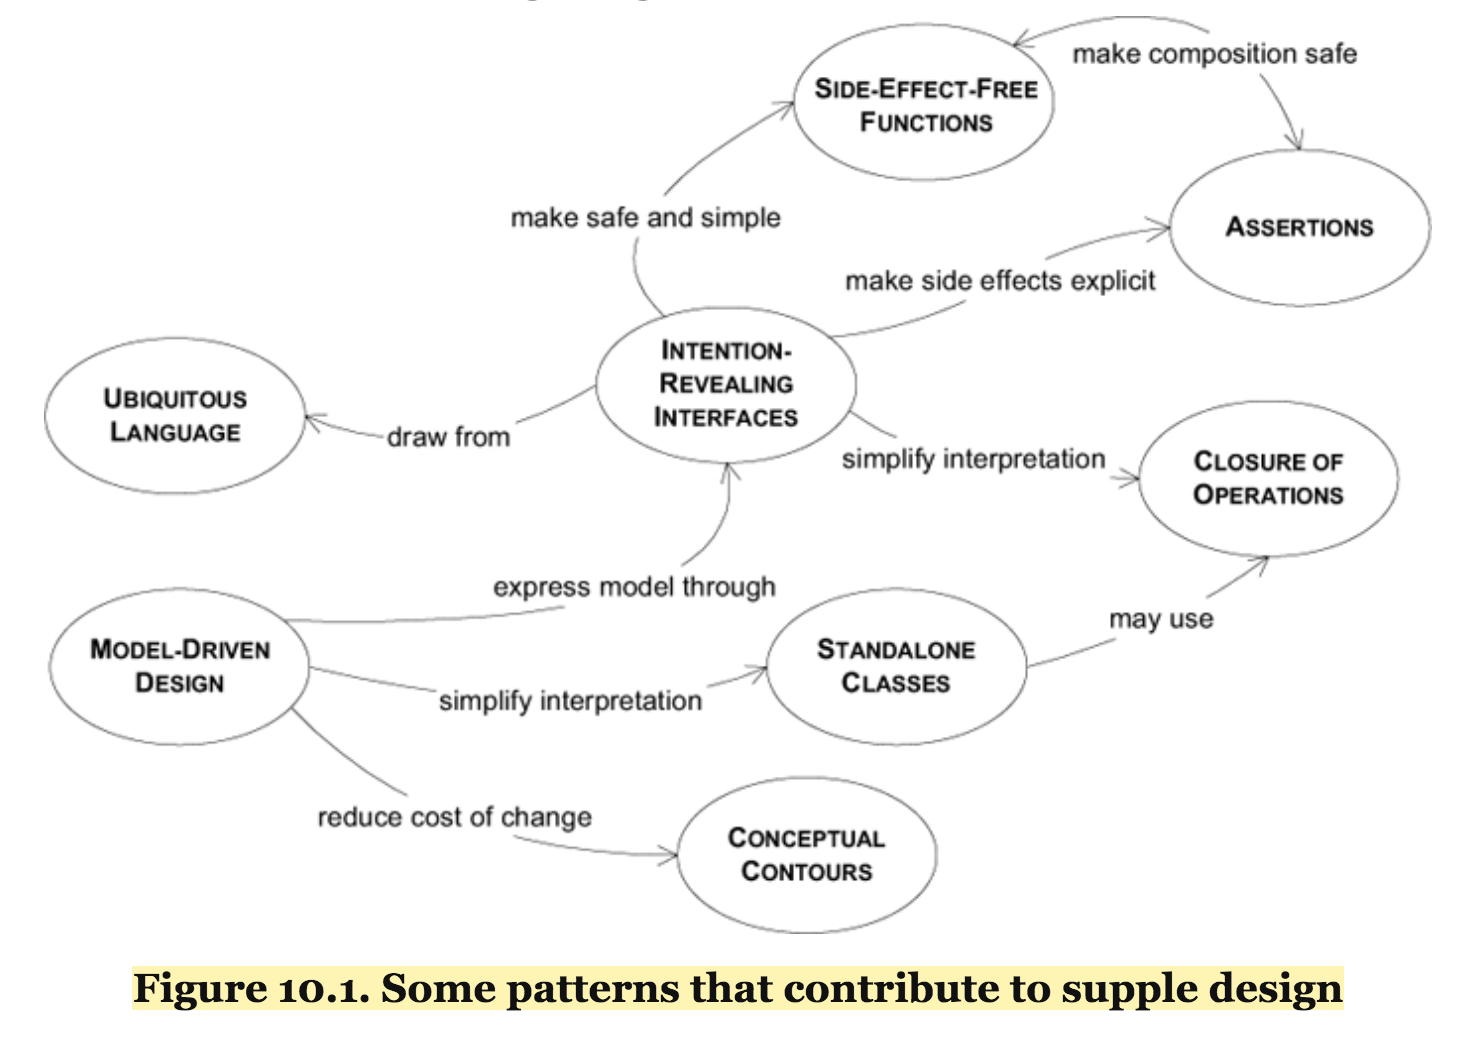 SIDE-EFFECT-FREE
FUNCTIONS
make composition safe
make safe and simple
ASSERTIONS
make side effects explicit
INTENTION-
REVEALING
INTERFACES
UBIQUITOUS
LANGUAGE
draw from
simplify interpretation
CLOSURE OF
OPERATIONS
express model through
MODEL-DRIVEN
DESIGN
simplify interpretation
STANDALONE
CLASSES
may use
reduce cost of change
CONCEPTUAL
CONTOURS
Figure 10.1. Some patterns that contribute to supple design